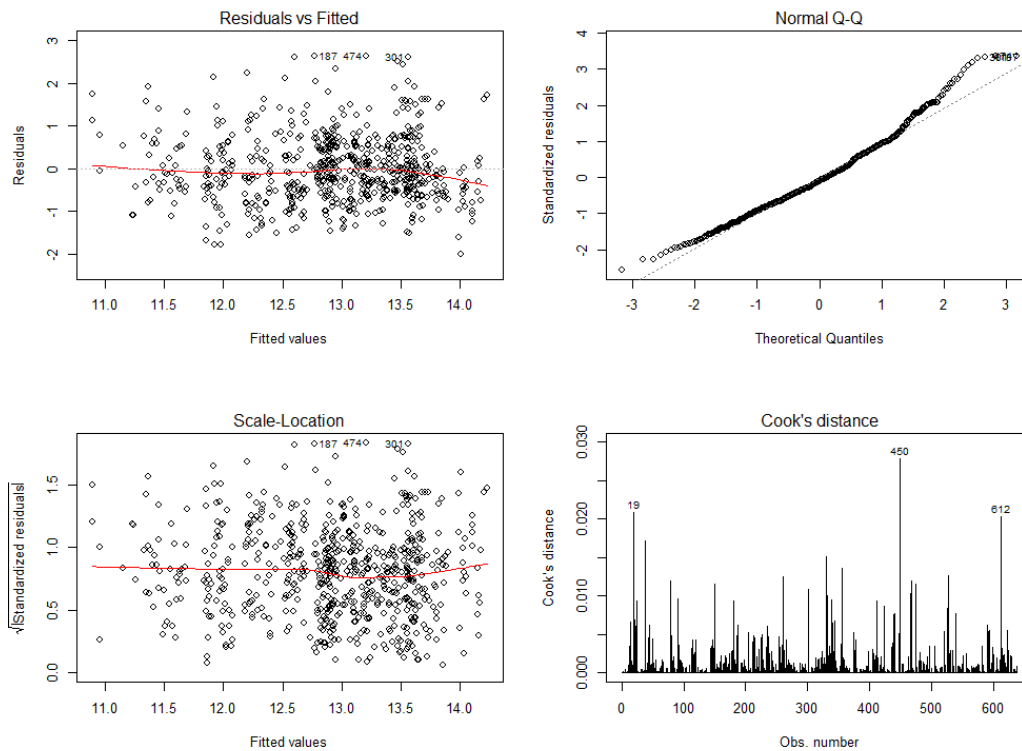 Residuals vs Fitted
3
2
1
0
-1
-2
Residuals
187 474 301
11.0 11.5 12.0 12.5 13.0 13.5 14.0
Fitted values
Normal Q-Q
4
3
2
1
0
-1
-2
Standardized residuals
-3 -2 -1 0 1 2 3
Theoretical Quantiles
Scale-Location
1.5
1.0
0.5
0.0
√|Standardized residuals|
187 474 301
11.0 11.5 12.0 12.5 13.0 13.5 14.0
Fitted values
Cook's distance
0.030
0.020
0.010
0.000
Cook's distance
450
19
612
0 100 200 300 400 500 600
Obs. number